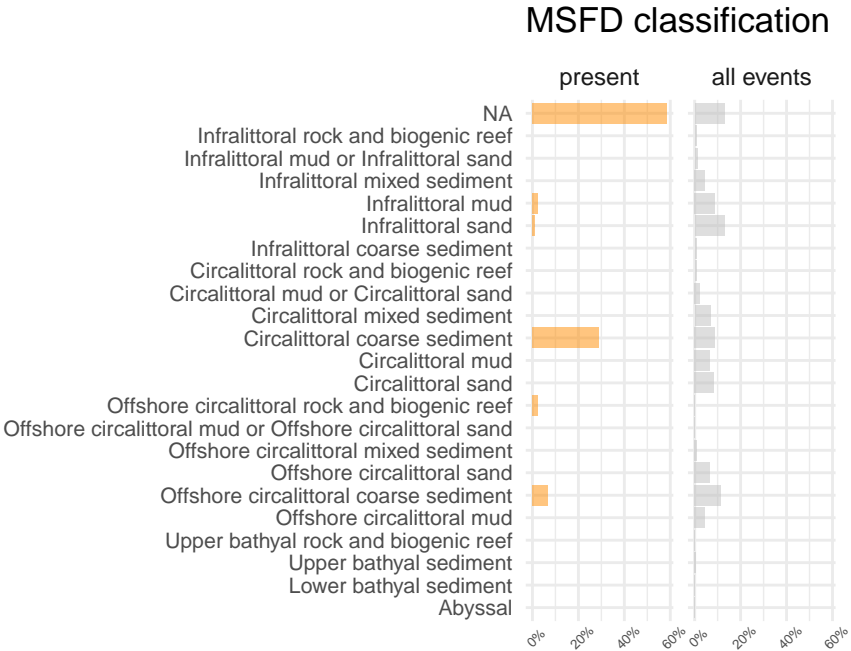 MSFD classification
present all events
NA
Infralittoral rock and biogenic reef
Infralittoral mud or Infralittoral sand
Infralittoral mixed sediment
Infralittoral mud
Infralittoral sand
Infralittoral coarse sediment
Circalittoral rock and biogenic reef
Circalittoral mud or Circalittoral sand
Circalittoral mixed sediment
Circalittoral coarse sediment
Circalittoral mud
Circalittoral sand
Offshore circalittoral rock and biogenic reef
Offshore circalittoral mud or Offshore circalittoral sand
Offshore circalittoral mixed sediment
Offshore circalittoral sand
Offshore circalittoral coarse sediment
Offshore circalittoral mud
Upper bathyal rock and biogenic reef
Upper bathyal sediment
Lower bathyal sediment
Abyssal
0% 20% 40% 60% 0% 20% 40% 60%